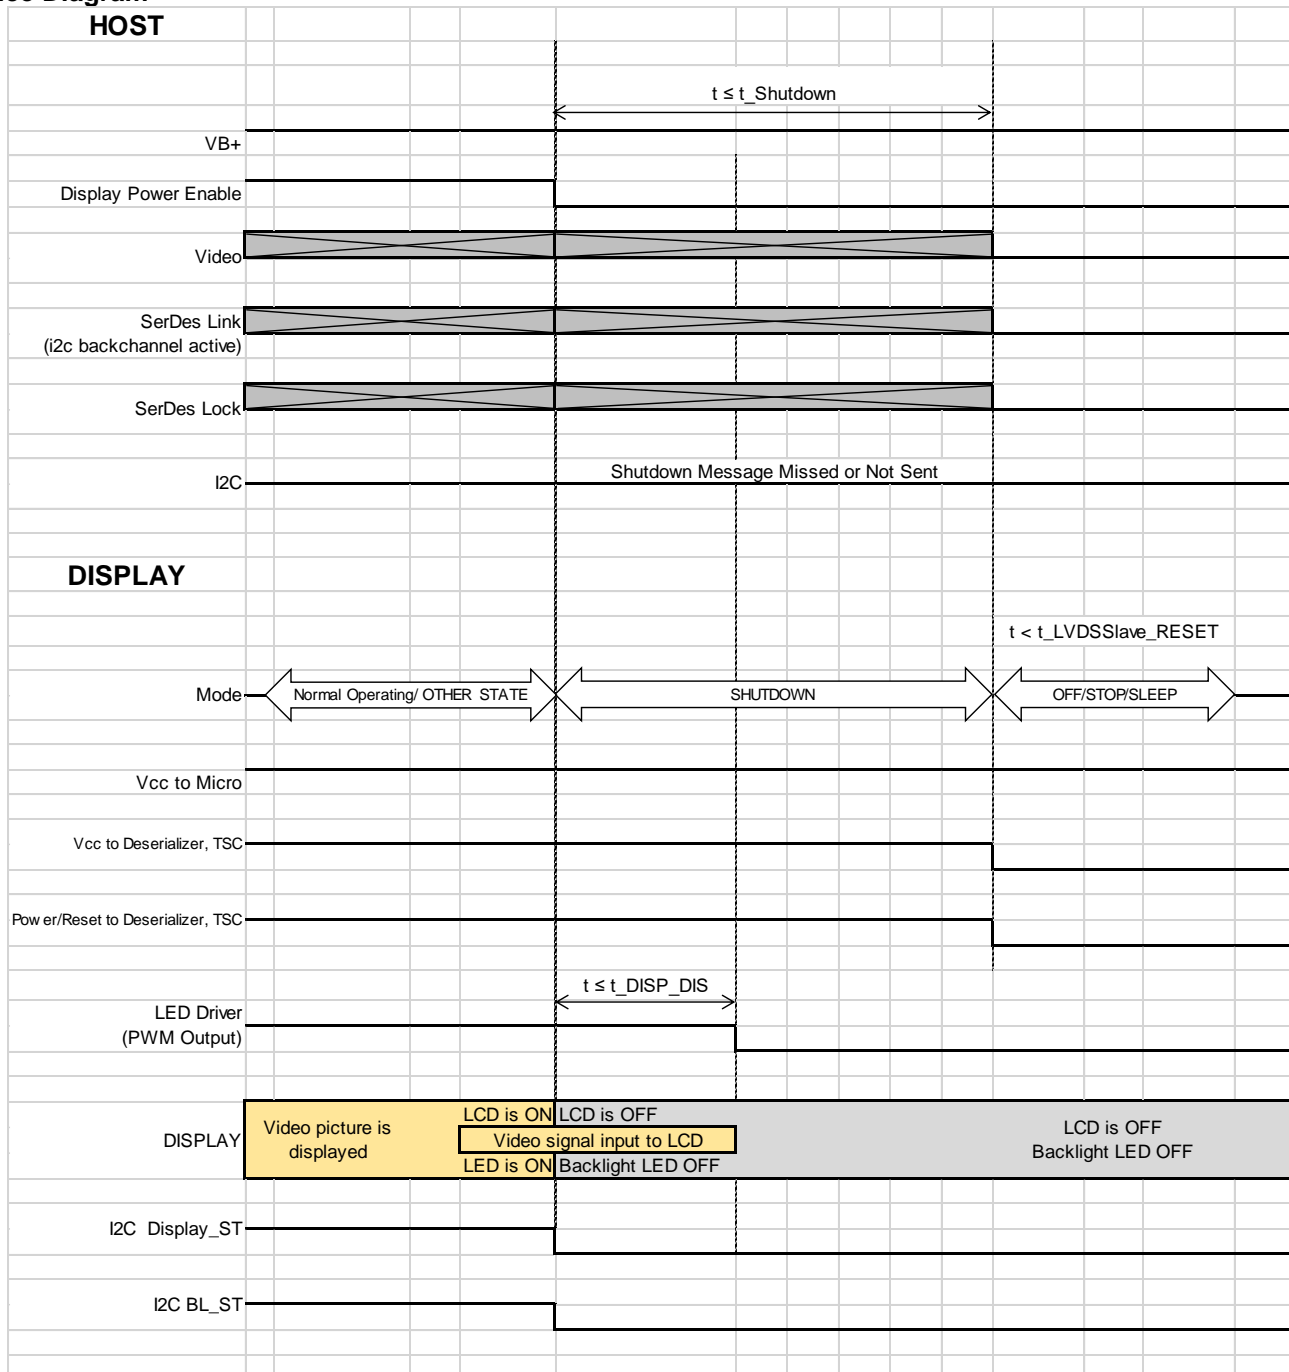 HOST
t ≤ t_Shutdown
VB+
Display Power Enable
Video
SerDes Link
(i2c backchannel active)
SerDes Lock
Shutdown Message Missed or Not Sent
I2C
DISPLAY
t < t_LVDSSlave_RESET
Mode
Normal Operating/ OTHER STATE
SHUTDOWN
OFF/STOP/SLEEP
Vcc to Micro
Vcc to Deserializer, TSC
Power/Reset to Deserializer, TSC
t ≤ t_DISP_DIS
LED Driver
(PWM Output)
DISPLAY
Video picture is
displayed
LCD is ON
LCD is OFF
Video signal input to LCD
LED is ON
Backlight LED OFF
LCD is OFF
Backlight LED OFF
I2C Display_ST
I2C BL_ST